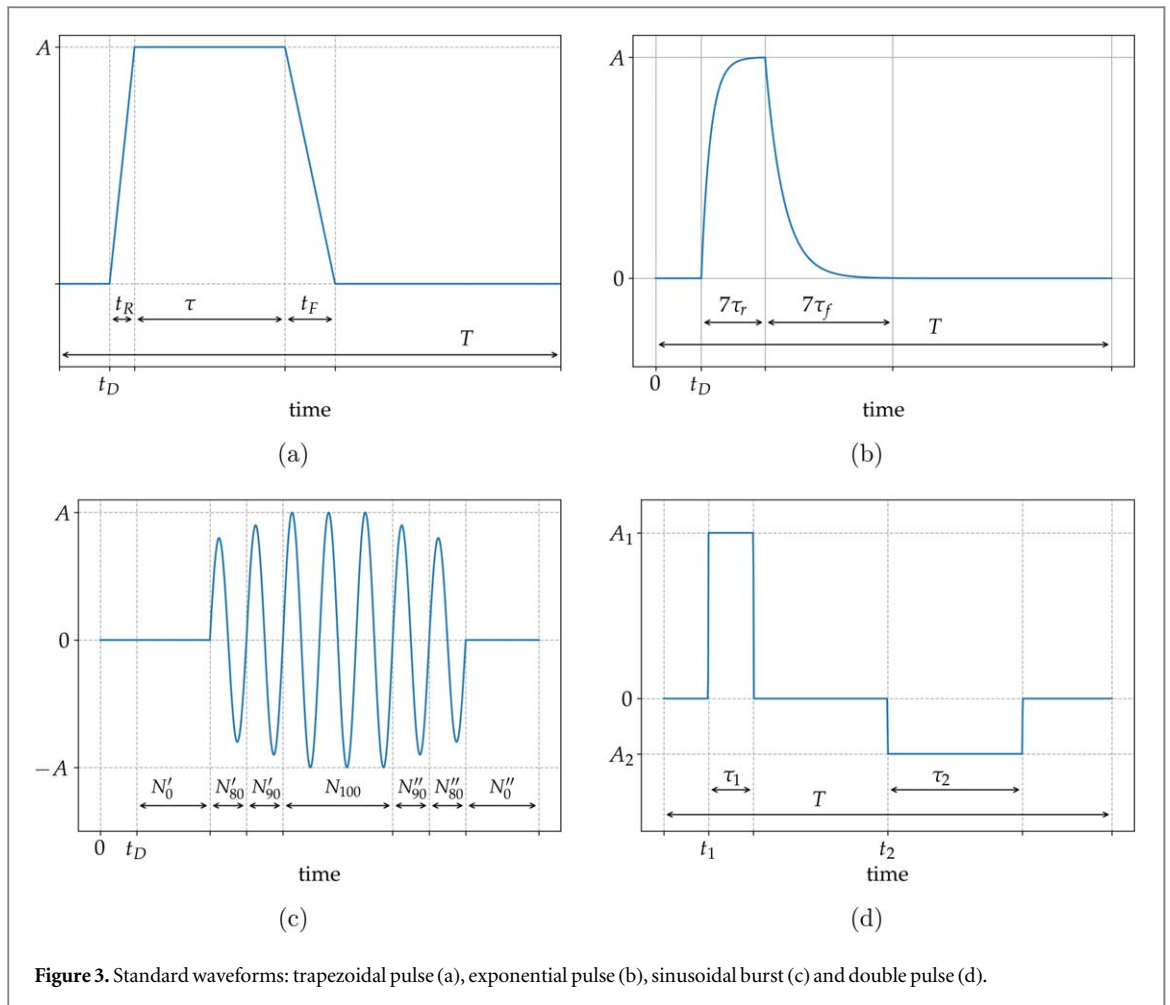 A
t_R τ t_F
T
t_D
time
(a)
A
0
7τ_r 7τ_f
T
0 t_D
time
(b)
A
0
−A
N′_0 N′_80 N′_90 N_100 N″_90 N″_80 N″_0
0 t_D
time
(c)
A_1
0
A_2
τ_1 τ_2
T
t_1 t_2
time
(d)
Figure 3. Standard waveforms: trapezoidal pulse (a), exponential pulse (b), sinusoidal burst (c) and double pulse (d).